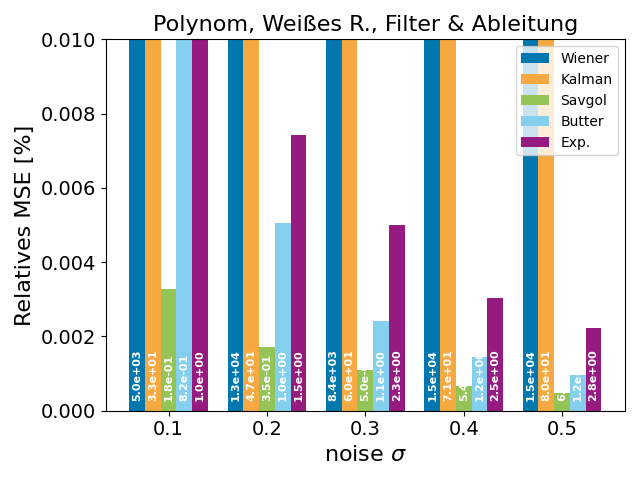 Polynom, Weißes R., Filter & Ableitung
Relatives MSE [%]
0.010
0.008
0.006
0.004
0.002
0.000
Wiener
Kalman
Savgol
Butter
Exp.
5.0e+03
3.3e+01
1.8e-01
8.2e-01
1.0e+00
1.3e+04
4.7e+01
3.5e-01
1.0e+00
1.5e+00
8.4e+03
6.0e+01
5.0e-
1.1e+00
2.3e+00
1.5e+04
7.1e+01
5.
1.2e+0
2.5e+00
1.5e+04
8.0e+01
6.
1.2e
2.8e+00
0.1 0.2 0.3 0.4 0.5
noise σ